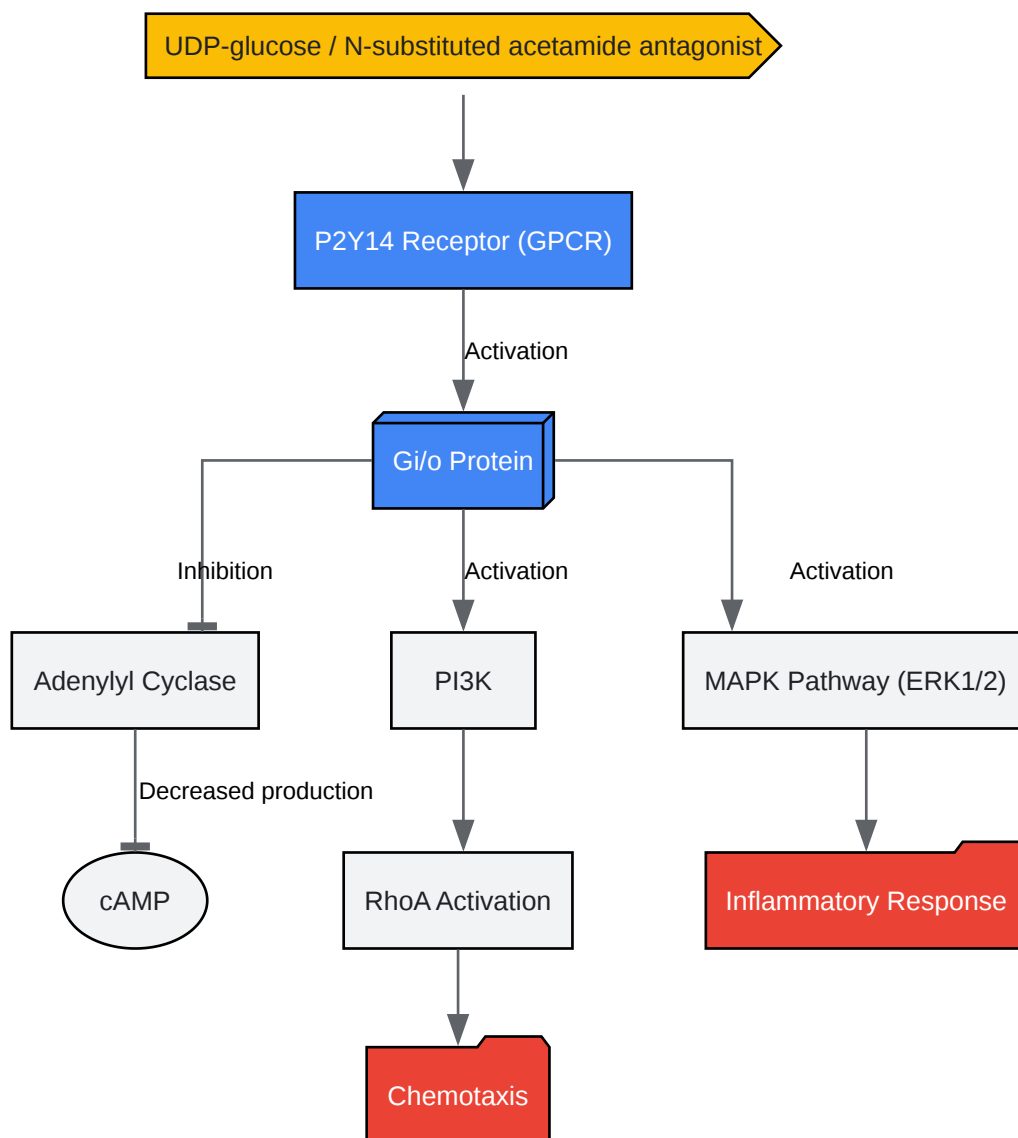 UDP-glucose / N-substituted acetamide antagonist
P2Y14 Receptor (GPCR)
Activation
Gi/o Protein
Inhibition
Activation
Activation
Adenylyl Cyclase
PI3K
MAPK Pathway (ERK1/2)
Decreased production
cAMP
RhoA Activation
Inflammatory Response
Chemotaxis